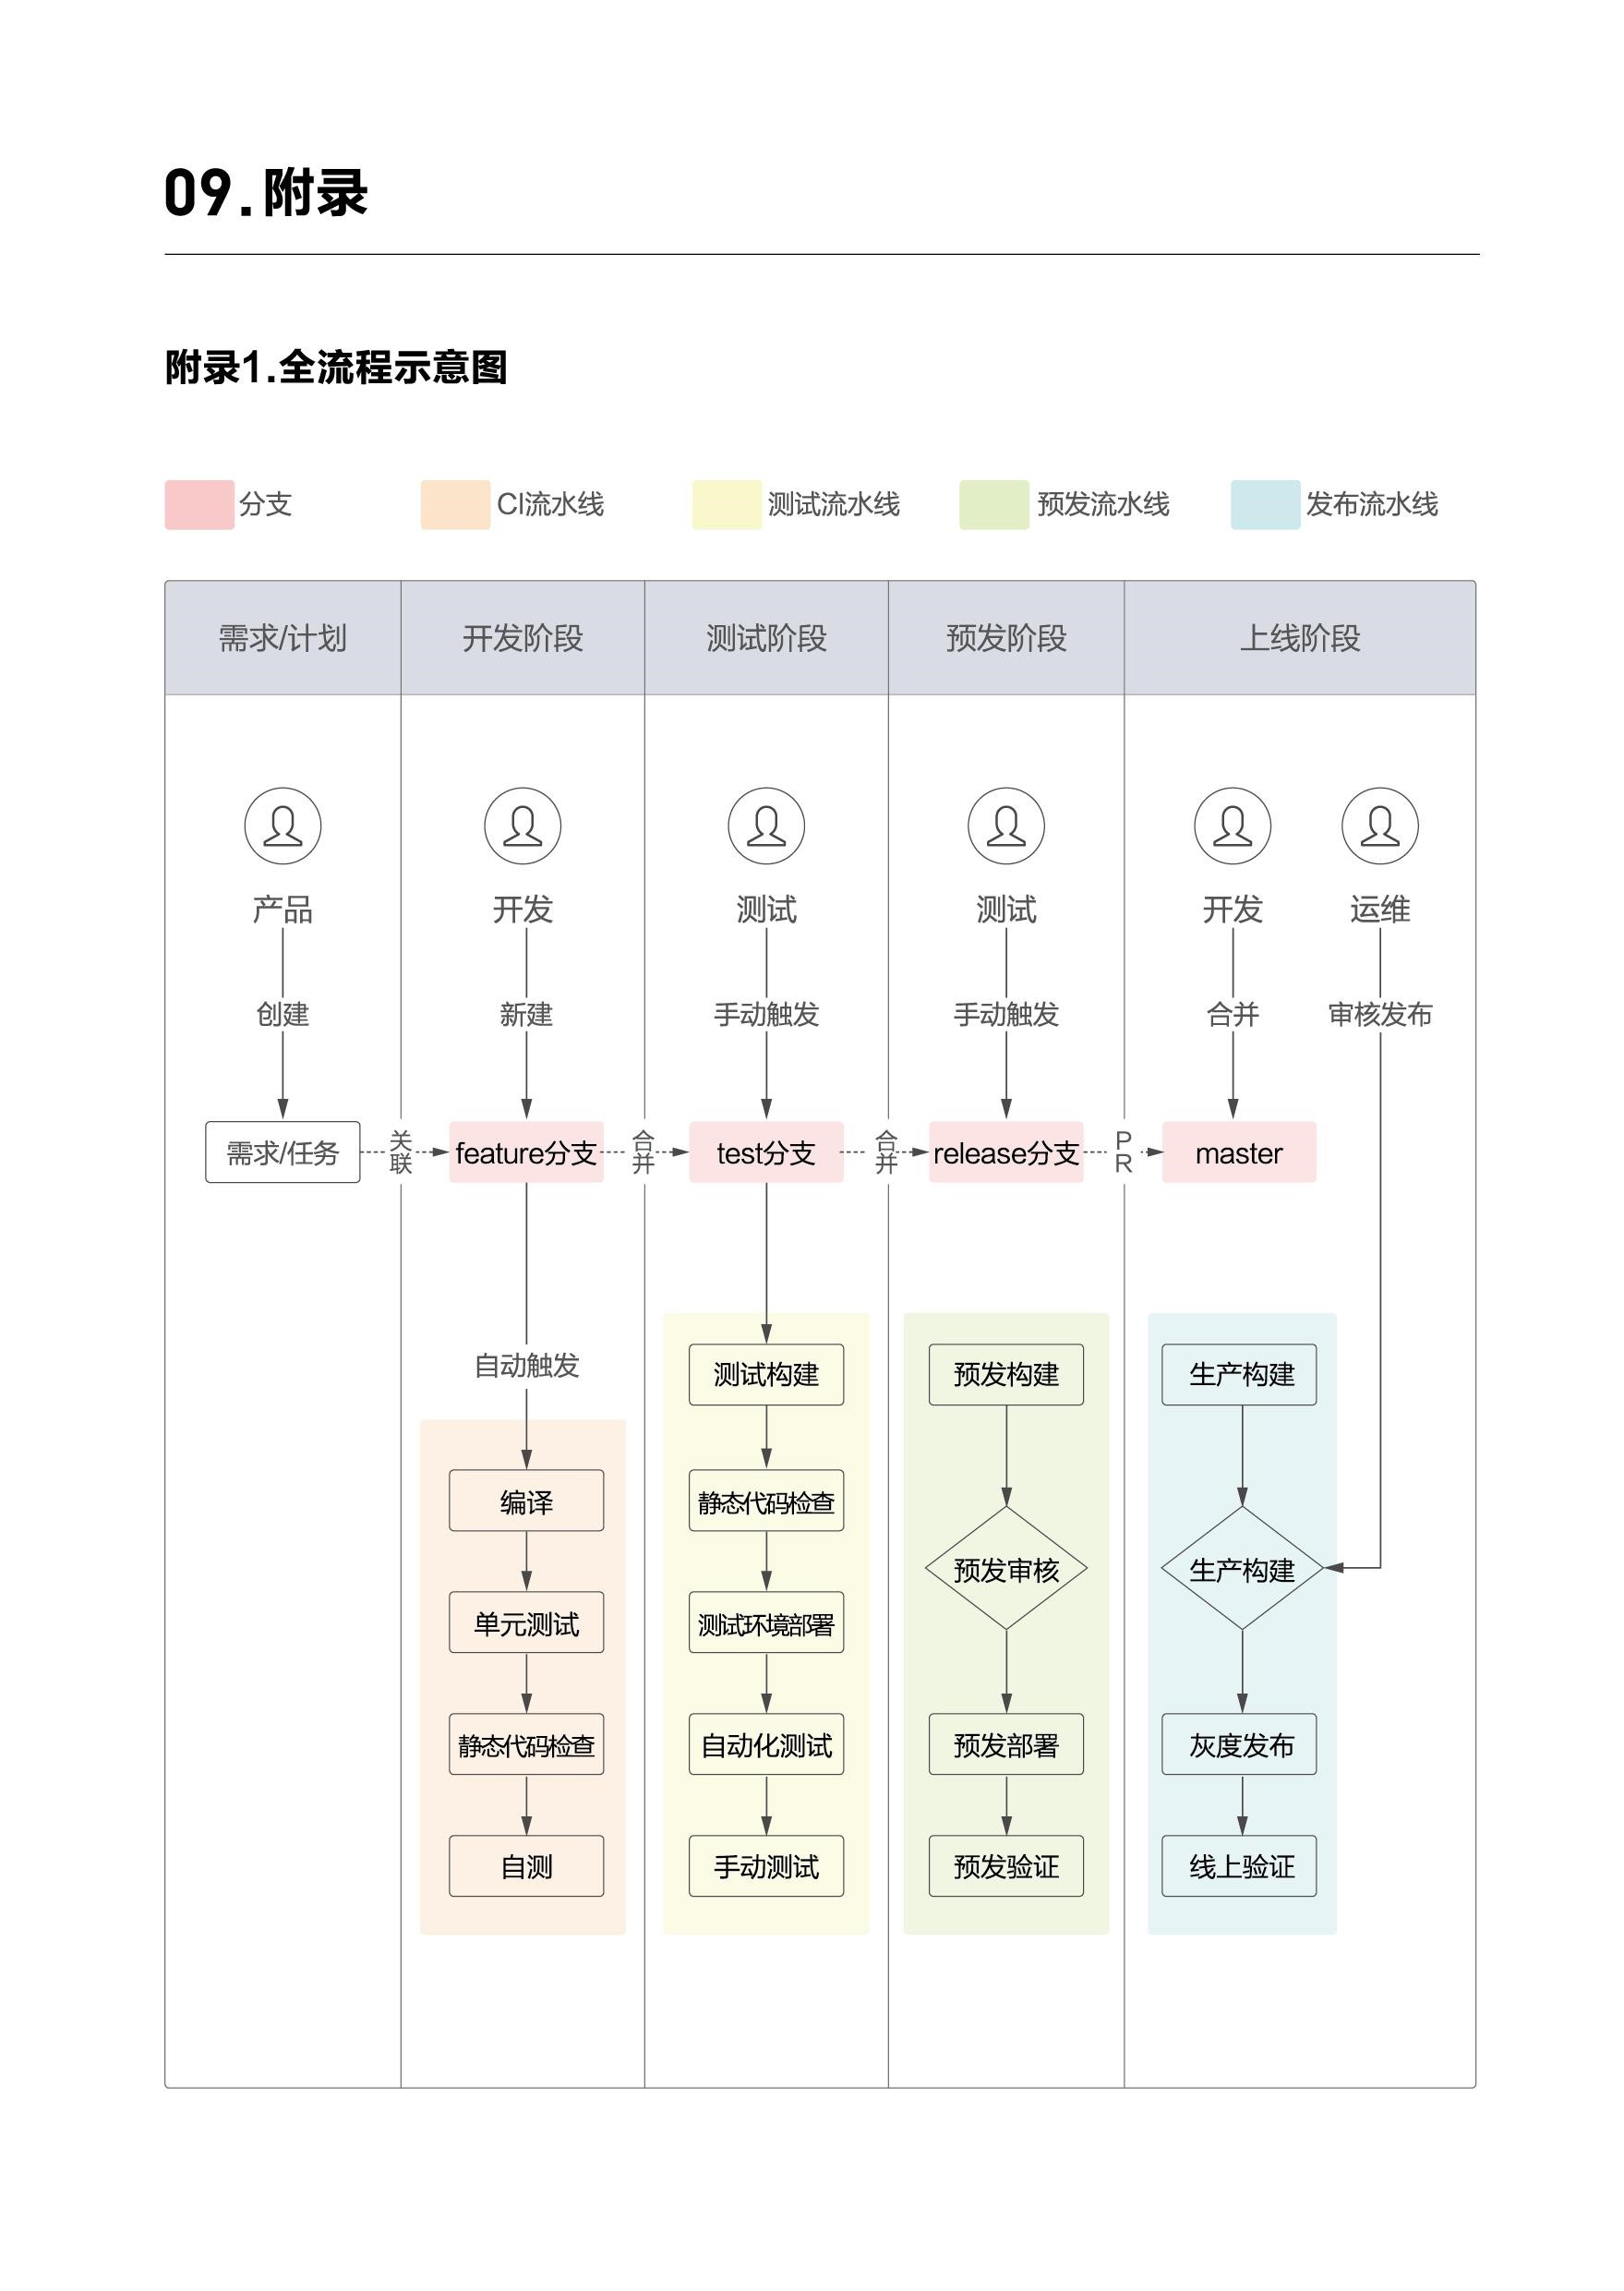 09.附录
附录1.全流程示意图
分支
CI流水线
测试流水线
预发流水线
发布流水线
需求/计划
开发阶段
测试阶段
预发阶段
上线阶段
产品
开发
测试
测试
开发
运维
创建
新建
手动触发
手动触发
合并
审核发布
需求/任务
关联
feature分支
合并
test分支
合并
release分支
PR
master
自动触发
编译
单元测试
静态代码检查
自测
测试构建
静态代码检查
测试环境部署
自动化测试
手动测试
预发构建
预发审核
预发部署
预发验证
生产构建
生产构建
灰度发布
线上验证